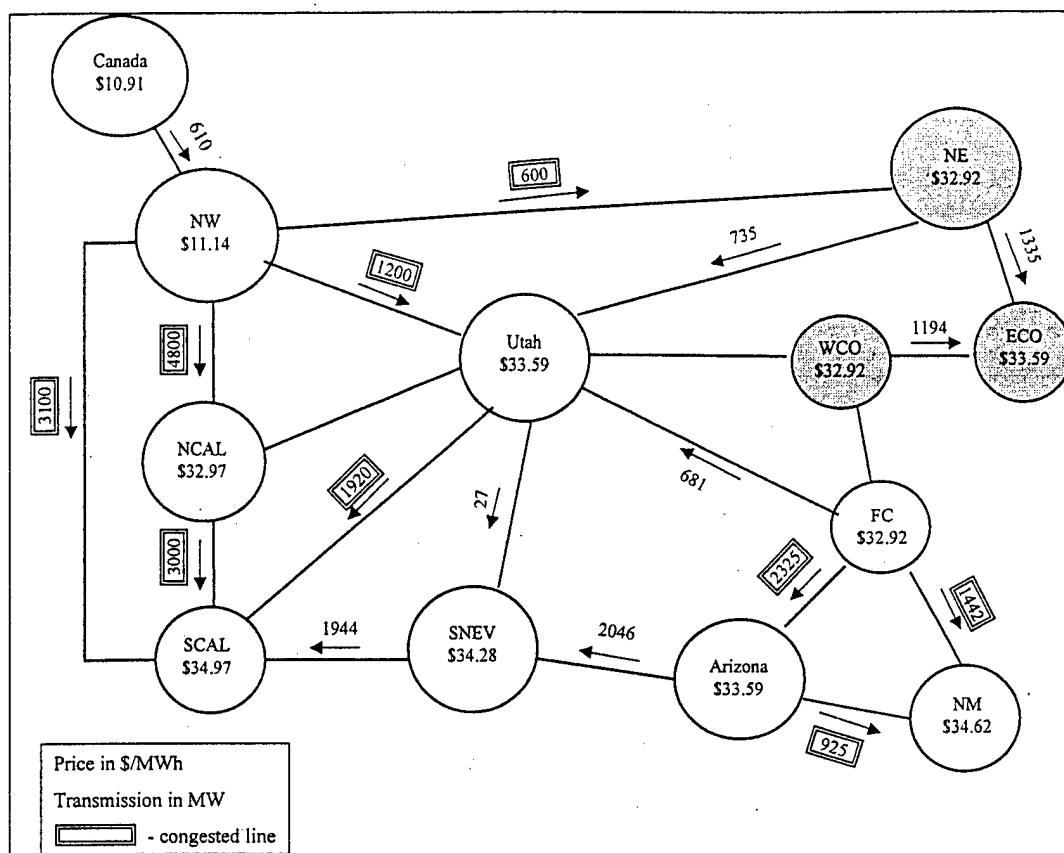 Canada
$10.91
610
NE
$32.92
600
NW
$11.14
735
1335
1200
Utah
$33.59
WCO
$32.92
1194
ECO
$33.59
4800
3100
NCAL
$32.97
1920
27
681
FC
$32.92
3000
2325
1442
SCAL
$34.97
1944
SNEV
$34.28
2046
Arizona
$33.59
NM
$34.62
925
Price in $/MWh
Transmission in MW
- congested line